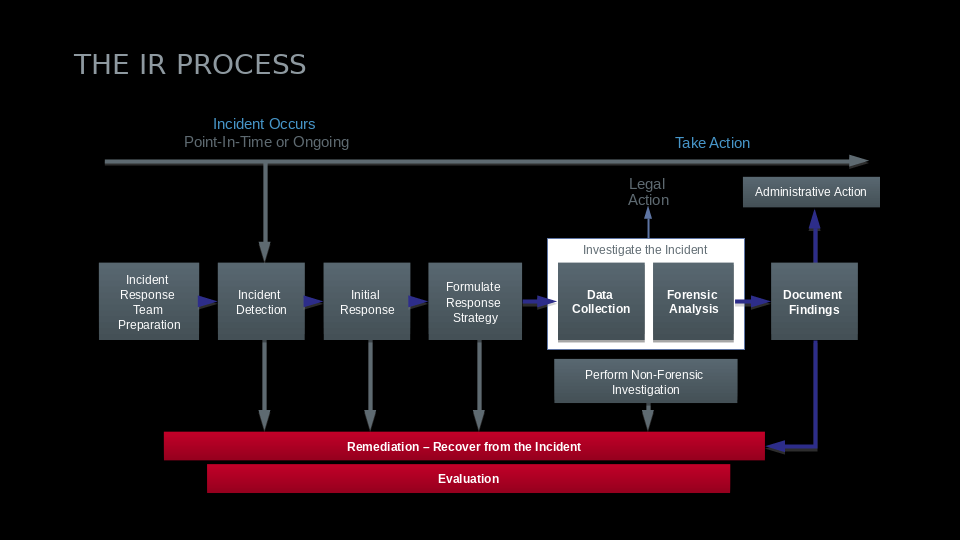 THE IR PROCESS
Incident Occurs
Point-In-Time or Ongoing
Take Action
Legal
Action
Administrative Action
Investigate the Incident
Incident
Response
Team
Preparation
Incident
Detection
Initial
Response
Formulate
Response
Strategy
Data
Collection
Forensic
Analysis
Document
Findings
Perform Non-Forensic
Investigation
Remediation – Recover from the Incident
Evaluation